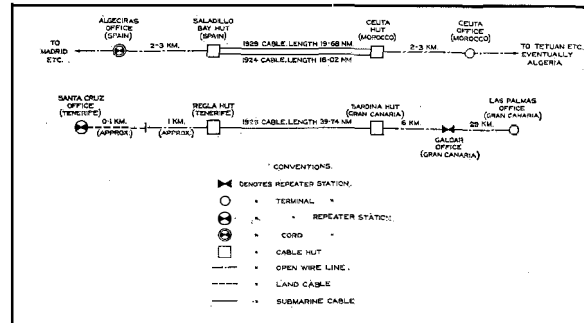 ALGECIRAS
OFFICE
(SPAIN)
SALADILLO
BAY HUT
(SPAIN)
CEUTA
HUT
(MOROCCO)
CEUTA
OFFICE
(MOROCCO)
TO
MADRID
ETC.
2-3 KM.
1929 CABLE, LENGTH 19·68 NM
1924 CABLE, LENGTH 18·02 NM
2-3 KM.
TO TETUAN ETC.
EVENTUALLY
ALGERIA
SANTA CRUZ
OFFICE
(TENERIFE)
REGLA HUT
(TENERIFE)
SARDINA HUT
(GRAN CANARIA)
LAS PALMAS
OFFICE
(GRAN CANARIA)
0·1 KM.
(APPROX.)
1 KM.
(APPROX.)
CABLE, LENGTH 39·74 NM
6 KM.
29 KM.
GALDAR
OFFICE
(GRAN CANARIA)
CONVENTIONS.
DENOTES REPEATER STATION.
" TERMINAL "
" " REPEATER STATION.
" CORD "
" CABLE HUT
" OPEN WIRE LINE.
" LAND CABLE
" SUBMARINE CABLE